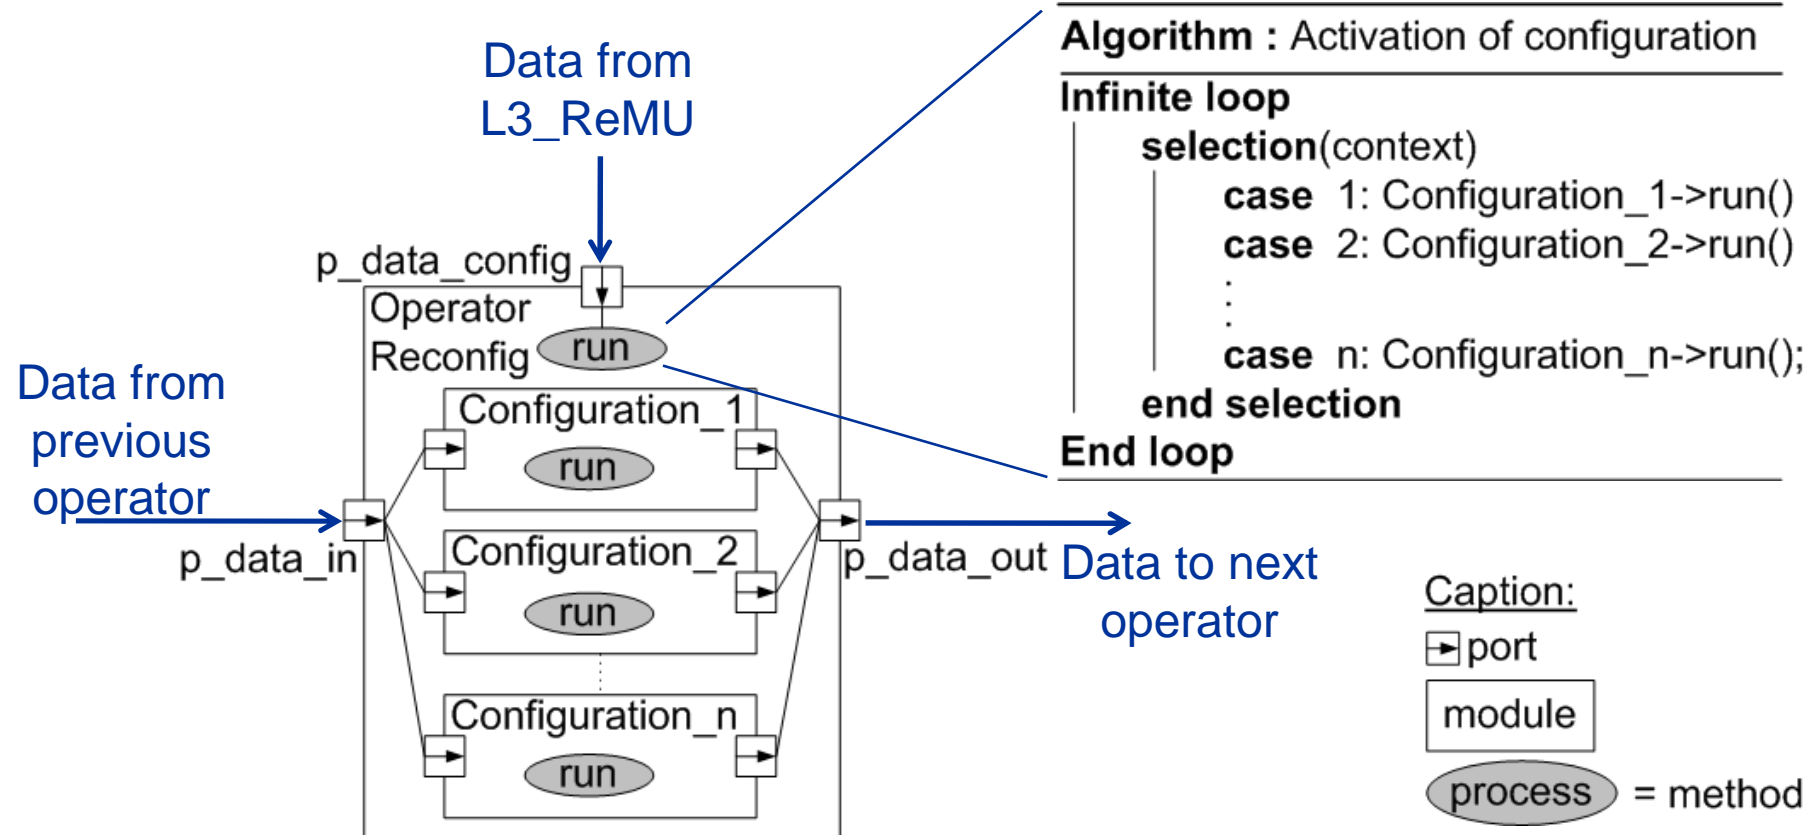 Data from
L3_ReMU
p_data_config
Operator
Reconfig
run
Data from
previous
operator
p_data_in
Configuration_1
run
Configuration_2
run
Configuration_n
run
p_data_out
Data to next
operator
Algorithm : Activation of configuration
Infinite loop
selection(context)
case 1: Configuration_1->run()
case 2: Configuration_2->run()
case n: Configuration_n->run();
end selection
End loop
Caption:
port
module
process = method